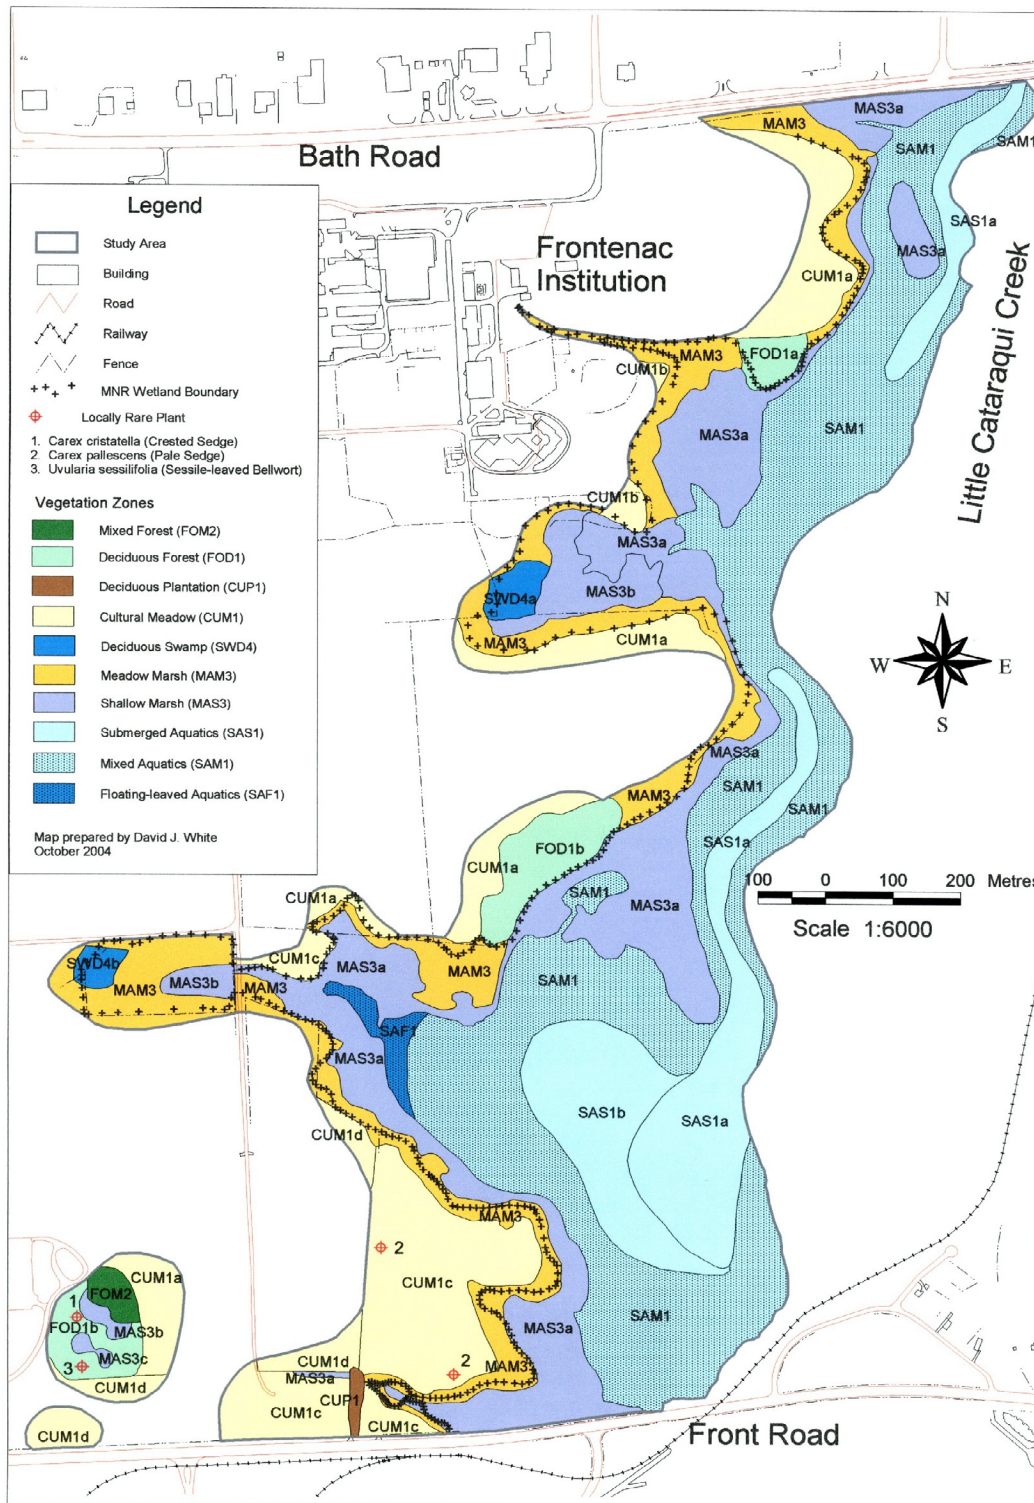 Bath Road
MAM3
MAS3a
SAM1
SAM1
Legend
Study Area
Building
Road
Railway
Fence
MNR Wetland Boundary
Locally Rare Plant
1. Carex cristatella (Crested Sedge)
2. Carex pallescens (Pale Sedge)
3. Uvularia sessilifolia (Sessile-leaved Bellwort)
Vegetation Zones
Mixed Forest (FOM2)
Deciduous Forest (FOD1)
Deciduous Plantation (CUP1)
Cultural Meadow (CUM1)
Deciduous Swamp (SWD4)
Meadow Marsh (MAM3)
Shallow Marsh (MAS3)
Submerged Aquatics (SAS1)
Mixed Aquatics (SAM1)
Floating-leaved Aquatics (SAF1)
Map prepared by David J. White
October 2004
Frontenac
Institution
SAS1a
MAS3a
CUM1a
Little Cataraqui Creek
MAM3
FOD1a
CUM1b
MAS3a
SAM1
CUM1b
MAS3a
SWD4a
MAS3b
MAM3
CUM1a
N
W
E
S
MAS3a
SAM1
MAM3
SAM1
SAS1a
FOD1b
CUM1a
SAM1
MAS3a
100 0 100 200 Metres
Scale 1:6000
CUM1a
CUM1c
MAS3a
MAM3
SAM1
SWD4b
MAM3
MAS3b
MAM3
SAF1
MAS3a
SAS1b
SAS1a
CUM1d
MAM3
2
CUM1c
CUM1a
FOM2
1
FOD1b
MAS3b
MAS3c
3
CUM1d
CUM1d
SAM1
MAS3a
MAM3
2
CUM1d
MAS3a
CUP1
CUM1c
CUM1c
Front Road